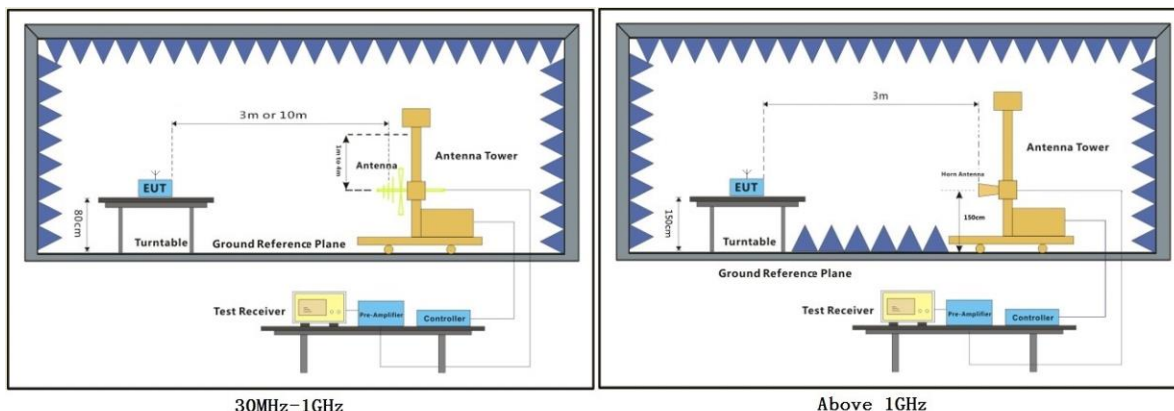 3m or 10m
1m to 4m
Antenna
Antenna Tower
EUT
80cm
Turntable
Ground Reference Plane
Test Receiver
Pre-Amplifier
Controller
30MHz-1GHz
3m
Antenna Tower
Horn Antenna
EUT
150cm
150cm
Turntable
Ground Reference Plane
Test Receiver
Pre-Amplifier
Controller
Above 1GHz